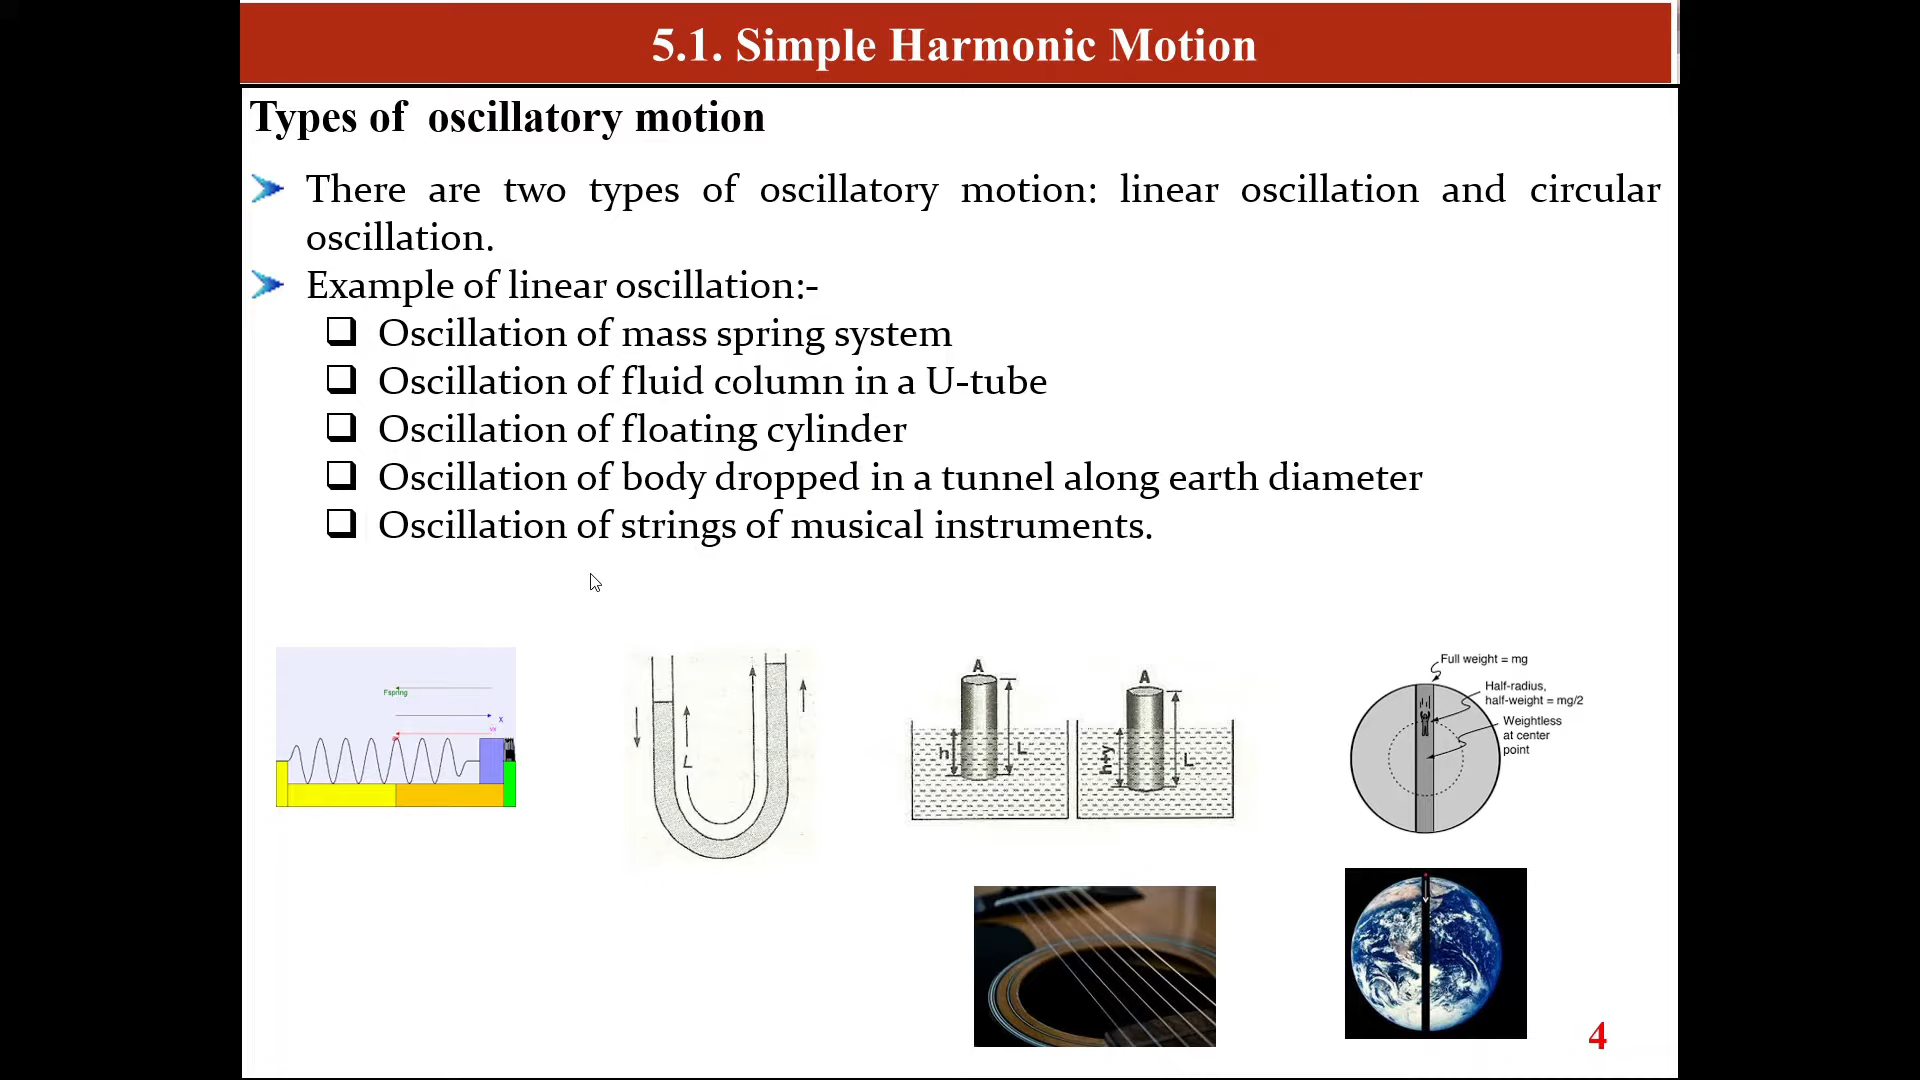 5.1. Simple Harmonic Motion
Types of oscillatory motion
There are two types of oscillatory motion: linear oscillation and circular
oscillation.
Example of linear oscillation:-
Oscillation of mass spring system
Oscillation of fluid column in a U-tube
Oscillation of floating cylinder
Oscillation of body dropped in a tunnel along earth diameter
Oscillation of strings of musical instruments.
Fspring
X
L
A
h
L
A
h+y
L
Full weight = mg
Half-radius,
half-weight = mg/2
Weightless
at center
point
4